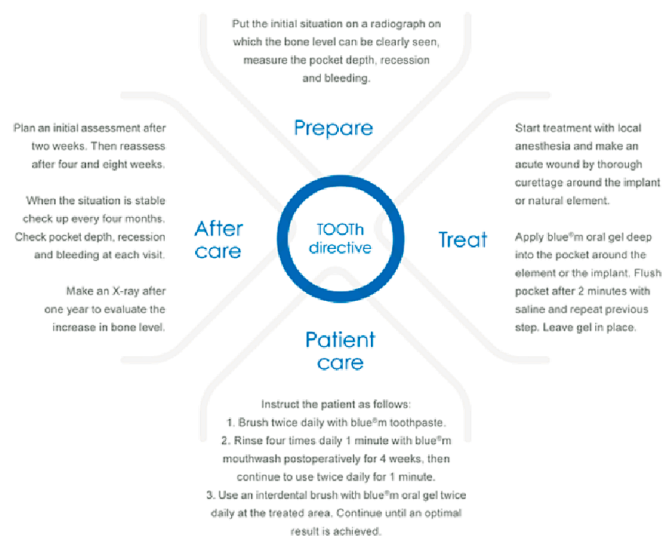 Put the initial situation on a radiograph on
which the bone level can be clearly seen,
measure the pocket depth, recession
and bleeding.
Prepare
Plan an initial assessment after
two weeks. Then reassess
after four and eight weeks.
When the situation is stable
check up every four months.
Check pocket depth, recession
and bleeding at each visit.
Make an X-ray after
one year to evaluate the
increase in bone level.
After
care
TOOTh
directive
Treat
Start treatment with local
anesthesia and make an
acute wound by thorough
curettage around the implant
or natural element.
Apply blue®m oral gel deep
into the pocket around the
element or the implant. Flush
pocket after 2 minutes with
saline and repeat previous
step. Leave gel in place.
Patient
care
Instruct the patient as follows:
1. Brush twice daily with blue®m toothpaste.
2. Rinse four times daily 1 minute with blue®m
mouthwash postoperatively for 4 weeks, then
continue to use twice daily for 1 minute.
3. Use an interdental brush with blue®m oral gel twice
daily at the treated area. Continue until an optimal
result is achieved.